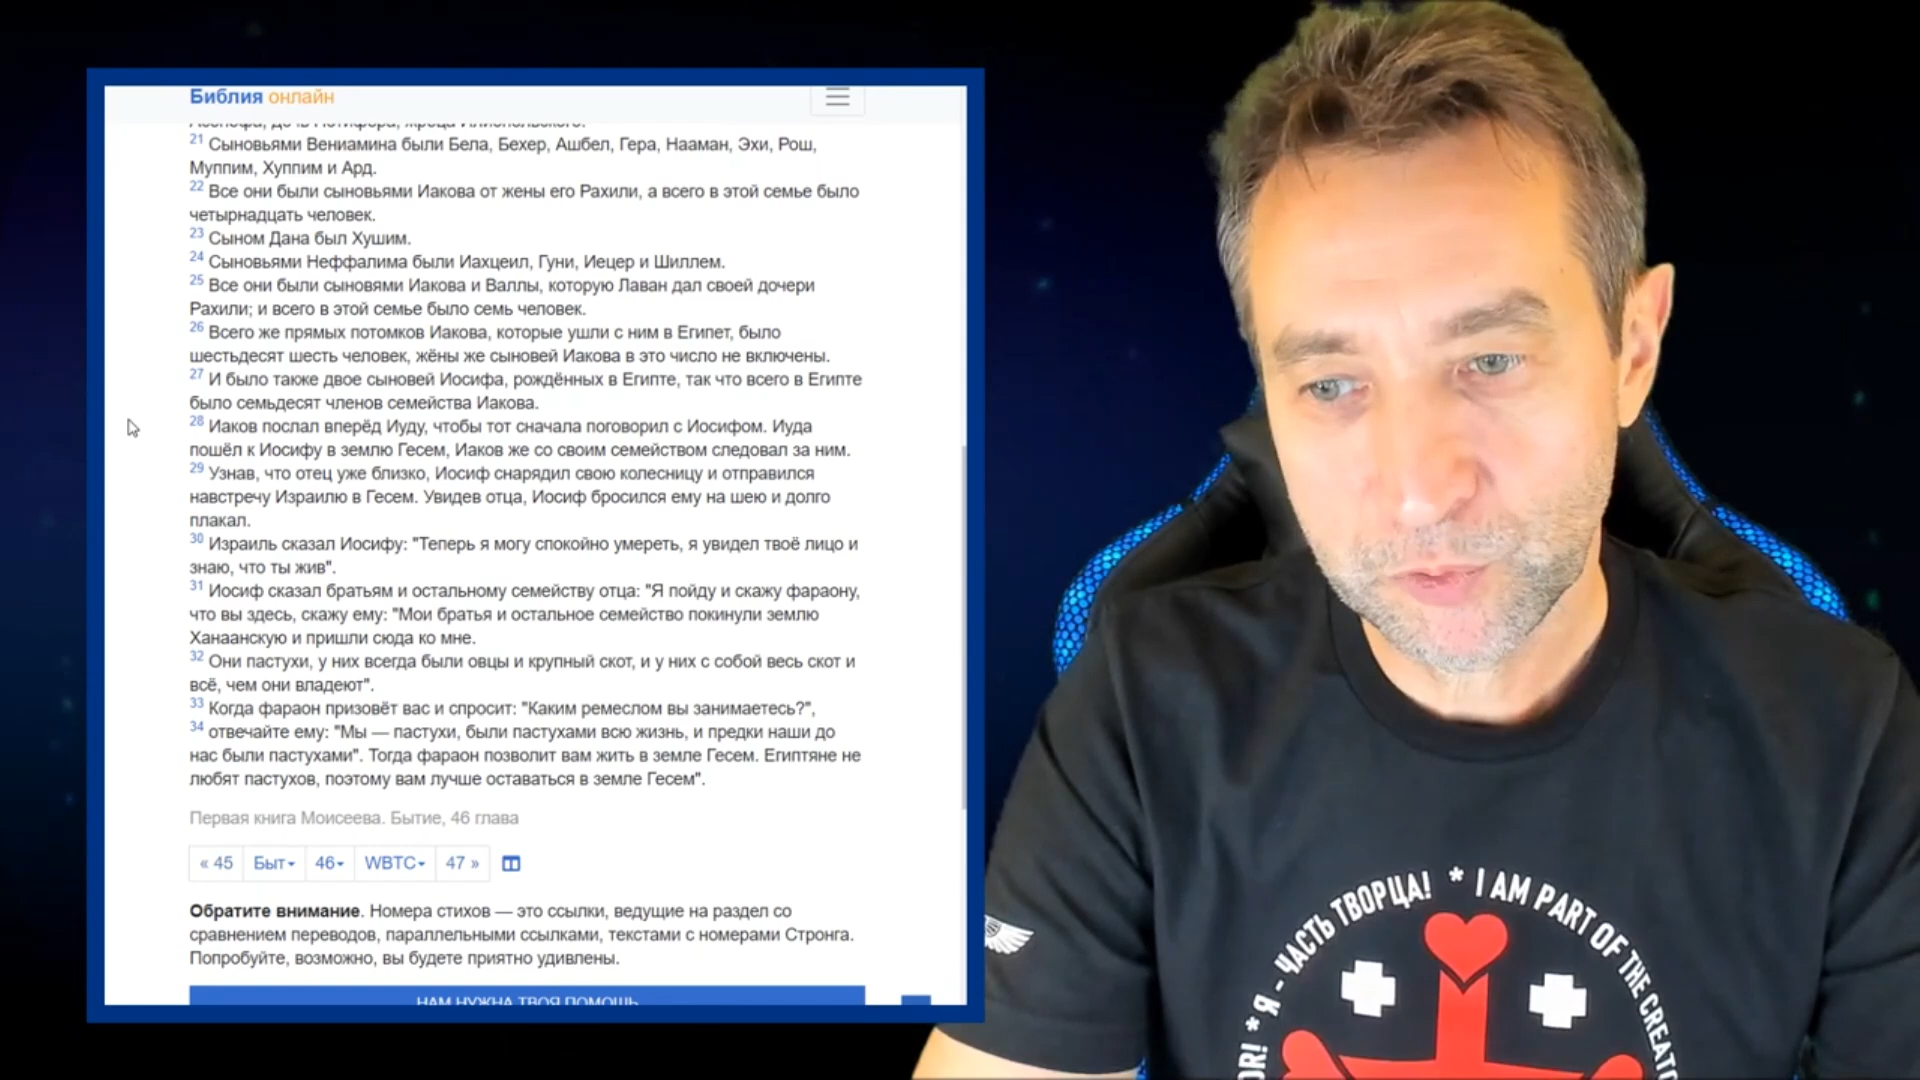 Библия онлайн
21 Сыновьями Вениамина были Бела, Бехер, Ашбел, Гера, Нааман, Эхи, Рош,
Муппим, Хуппим и Ард.
22 Все они были сыновьями Иакова от жены его Рахили, а всего в этой семье было
четырнадцать человек.
23 Сыном Дана был Хушим.
24 Сыновьями Неффалима были Иахцеил, Гуни, Иецер и Шиллем.
25 Все они были сыновями Иакова и Валлы, которую Лаван дал своей дочери
Рахили; и всего в этой семье было семь человек.
26 Всего же прямых потомков Иакова, которые ушли с ним в Египет, было
шестьдесят шесть человек, жёны же сыновей Иакова в это число не включены.
27 И было также двое сыновей Иосифа, рождённых в Египте, так что всего в Египте
было семьдесят членов семейства Иакова.
28 Иаков послал вперёд Иуду, чтобы тот сначала поговорил с Иосифом. Иуда
пошёл к Иосифу в землю Гесем, Иаков же со своим семейством следовал за ним.
29 Узнав, что отец уже близко, Иосиф снарядил свою колесницу и отправился
навстречу Израилю в Гесем. Увидев отца, Иосиф бросился ему на шею и долго
плакал.
30 Израиль сказал Иосифу: "Теперь я могу спокойно умереть, я увидел твоё лицо и
знаю, что ты жив".
31 Иосиф сказал братьям и остальному семейству отца: "Я пойду и скажу фараону,
что вы здесь, скажу ему: "Мои братья и остальное семейство покинули землю
Ханаанскую и пришли сюда ко мне.
32 Они пастухи, у них всегда были овцы и крупный скот, и у них с собой весь скот и
всё, чем они владеют".
33 Когда фараон призовёт вас и спросит: "Каким ремеслом вы занимаетесь?",
34 отвечайте ему: "Мы — пастухи, были пастухами всю жизнь, и предки наши до
нас были пастухами". Тогда фараон позволит вам жить в земле Гесем. Египтяне не
любят пастухов, поэтому вам лучше оставаться в земле Гесем".
Первая книга Моисеева. Бытие, 46 глава
« 45 Быт 46 WBTC 47 »
Обратите внимание. Номера стихов — это ссылки, ведущие на раздел со
сравнением переводов, параллельными ссылками, текстами с номерами Стронга.
Попробуйте, возможно, вы будете приятно удивлены.
НАМ НУЖНА ТВОЯ ПОМОЩЬ
* Я - ЧАСТЬ ТВОРЦА! * I AM PART OF THE